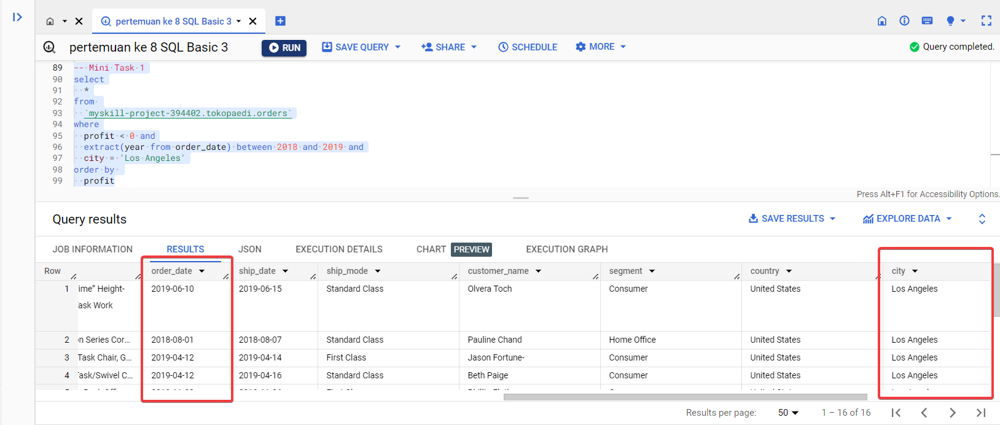 pertemuan ke 8 SQL Basic 3
pertemuan ke 8 SQL Basic 3 RUN SAVE QUERY SHARE SCHEDULE MORE Query completed.
89 -- Mini Task 1
90 select
91 *
92 from
93 `myskill-project-394402.tokopaedi.orders`
94 where
95 profit < 0 and
96 extract(year from order_date) between 2018 and 2019 and
97 city = 'Los Angeles'
98 order by
99 profit
Press Alt+F1 for Accessibility Options.
Query results SAVE RESULTS EXPLORE DATA
JOB INFORMATION RESULTS JSON EXECUTION DETAILS CHART PREVIEW EXECUTION GRAPH
Row order_date ship_date ship_mode customer_name segment country city
1 ime" Height- 2019-06-10 2019-06-15 Standard Class Olvera Toch Consumer United States Los Angeles
ask Work
2 n Series Cor... 2018-08-01 2018-08-07 Standard Class Pauline Chand Home Office United States Los Angeles
3 Task Chair, G... 2019-04-12 2019-04-14 First Class Jason Fortune- Consumer United States Los Angeles
4 ask/Swivel C... 2019-04-12 2019-04-16 Standard Class Beth Paige Consumer United States Los Angeles
Results per page: 50 1 – 16 of 16